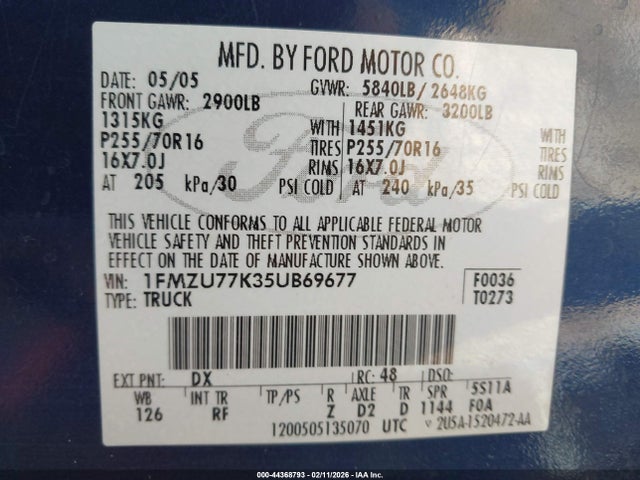 MFD. BY FORD MOTOR CO.
DATE: 05/05 GVWR: 5840LB/2648KG
FRONT GAWR: 2900LB REAR GAWR: 3200LB
1315KG WITH 1451KG WITH
P255/70R16 TIRES P255/70R16 TIRES
16X7.0J RIMS 16X7.0J RIMS
AT 205 kPa/30 PSI COLD AT 240 kPa/35 PSI COLD
Ford
THIS VEHICLE CONFORMS TO ALL APPLICABLE FEDERAL MOTOR
VEHICLE SAFETY AND THEFT PREVENTION STANDARDS IN
EFFECT ON THE DATE OF MANUFACTURE SHOWN ABOVE.
VIN: 1FMZU77K35UB69677 F0036
TYPE: TRUCK T0273
EXT PNT: DX RC: 48 DSO:
WB INT TR TP/PS R AXLE TR SPR 5S11A
126 RF Z D2 D 1144 F0A
1200505135070 UTC V 2U5A-1520472-AA
000-44368793 - 02/11/2026 - IAAI Inc.